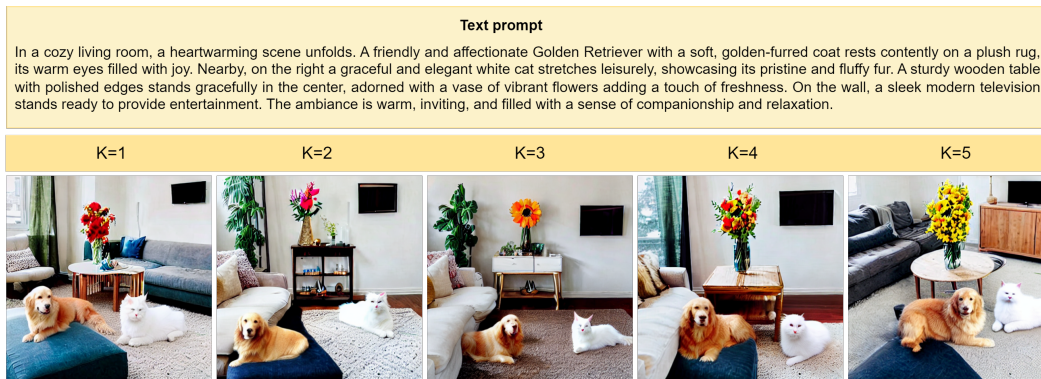 Text prompt
In a cozy living room, a heartwarming scene unfolds. A friendly and affectionate Golden Retriever with a soft, golden-furred coat rests contently on a plush rug,
its warm eyes filled with joy. Nearby, on the right a graceful and elegant white cat stretches leisurely, showcasing its pristine and fluffy fur. A sturdy wooden table
with polished edges stands gracefully in the center, adorned with a vase of vibrant flowers adding a touch of freshness. On the wall, a sleek modern television
stands ready to provide entertainment. The ambiance is warm, inviting, and filled with a sense of companionship and relaxation.
K=1 K=2 K=3 K=4 K=5